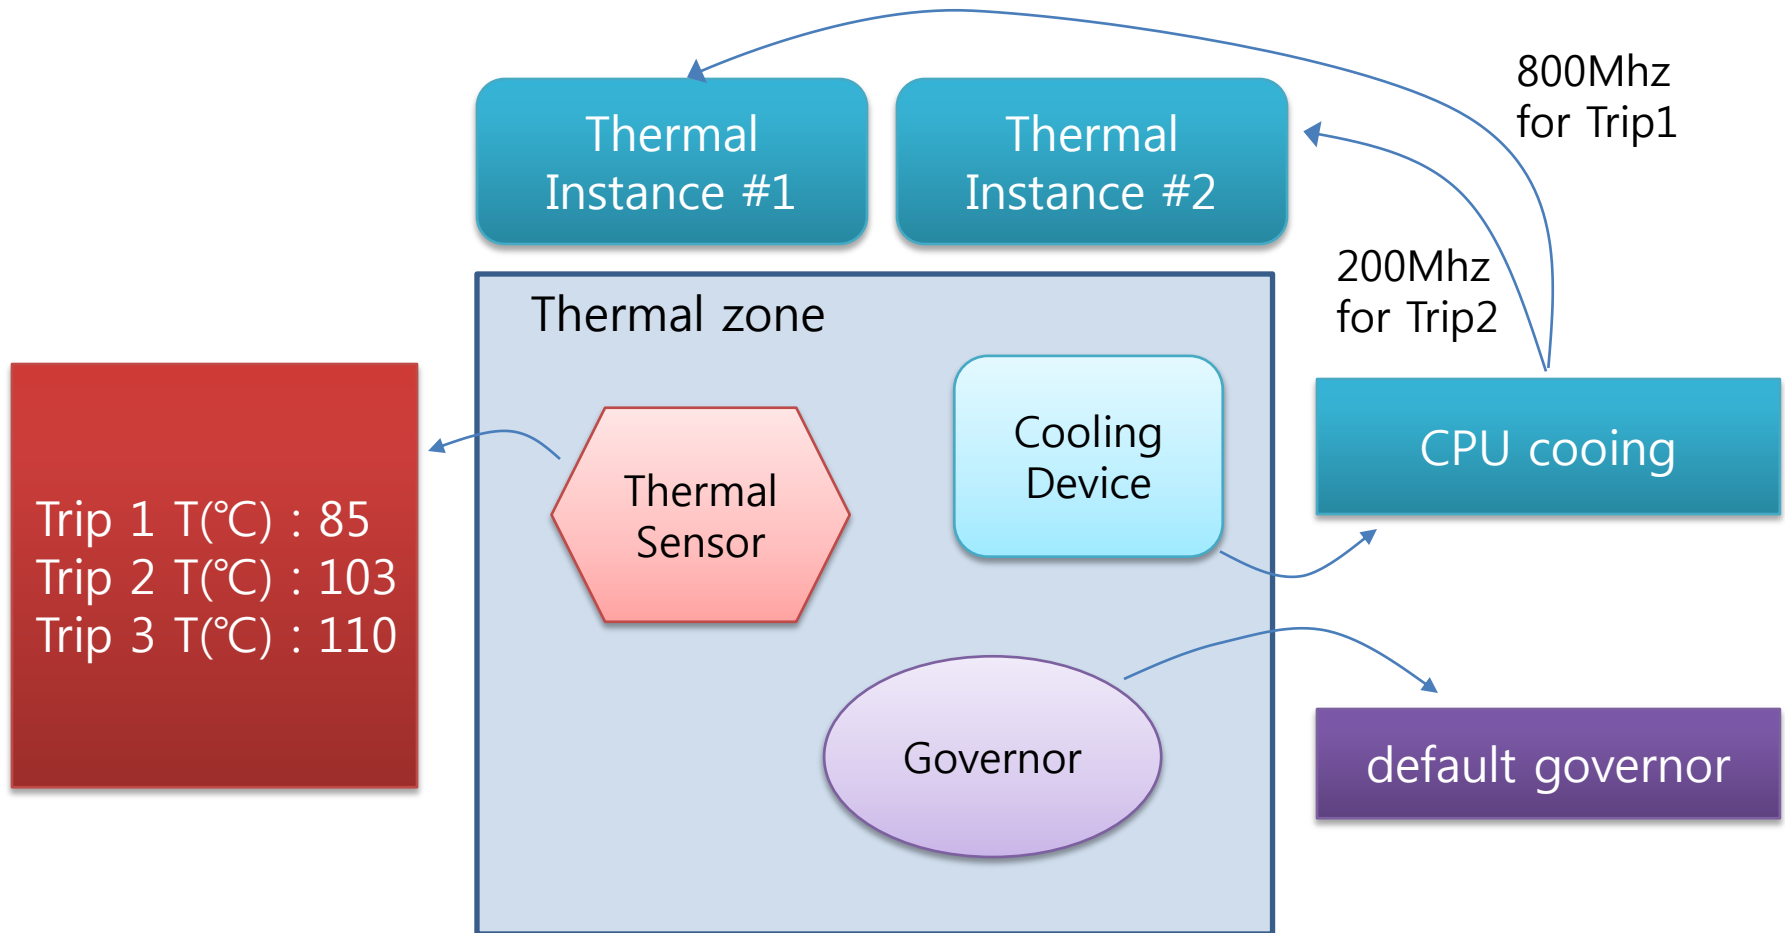 Thermal
Instance #1
Thermal
Instance #2
800Mhz
for Trip1
200Mhz
for Trip2
Thermal zone
Trip 1 T(℃) : 85
Trip 2 T(℃) : 103
Trip 3 T(℃) : 110
Thermal
Sensor
Cooling
Device
CPU cooing
Governor
default governor